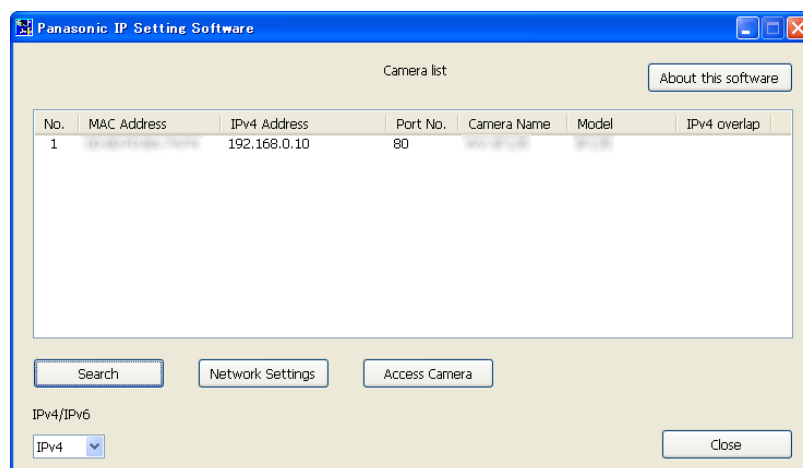 Panasonic IP Setting Software
Camera list
About this software
No. MAC Address IPv4 Address Port No. Camera Name Model IPv4 overlap
1 192.168.0.10 80
Search Network Settings Access Camera
IPv4/IPv6
IPv4
Close